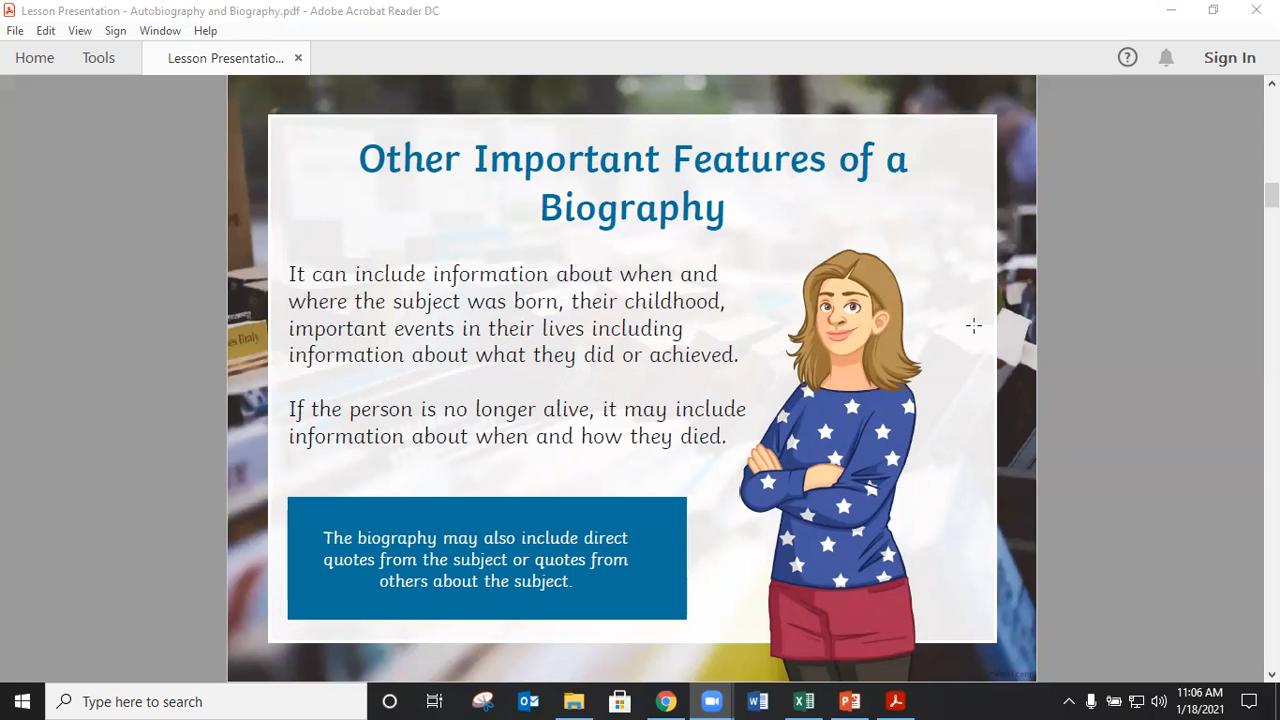 Lesson Presentation - Autobiography and Biography.pdf - Adobe Acrobat Reader DC
File Edit View Sign Window Help
Home Tools Lesson Presentatio... × Sign In
Other Important Features of a
Biography
It can include information about when and
where the subject was born, their childhood,
important events in their lives including
information about what they did or achieved.
If the person is no longer alive, it may include
information about when and how they died.
The biography may also include direct
quotes from the subject or quotes from
others about the subject.
Type here to search
11:06 AM
1/18/2021